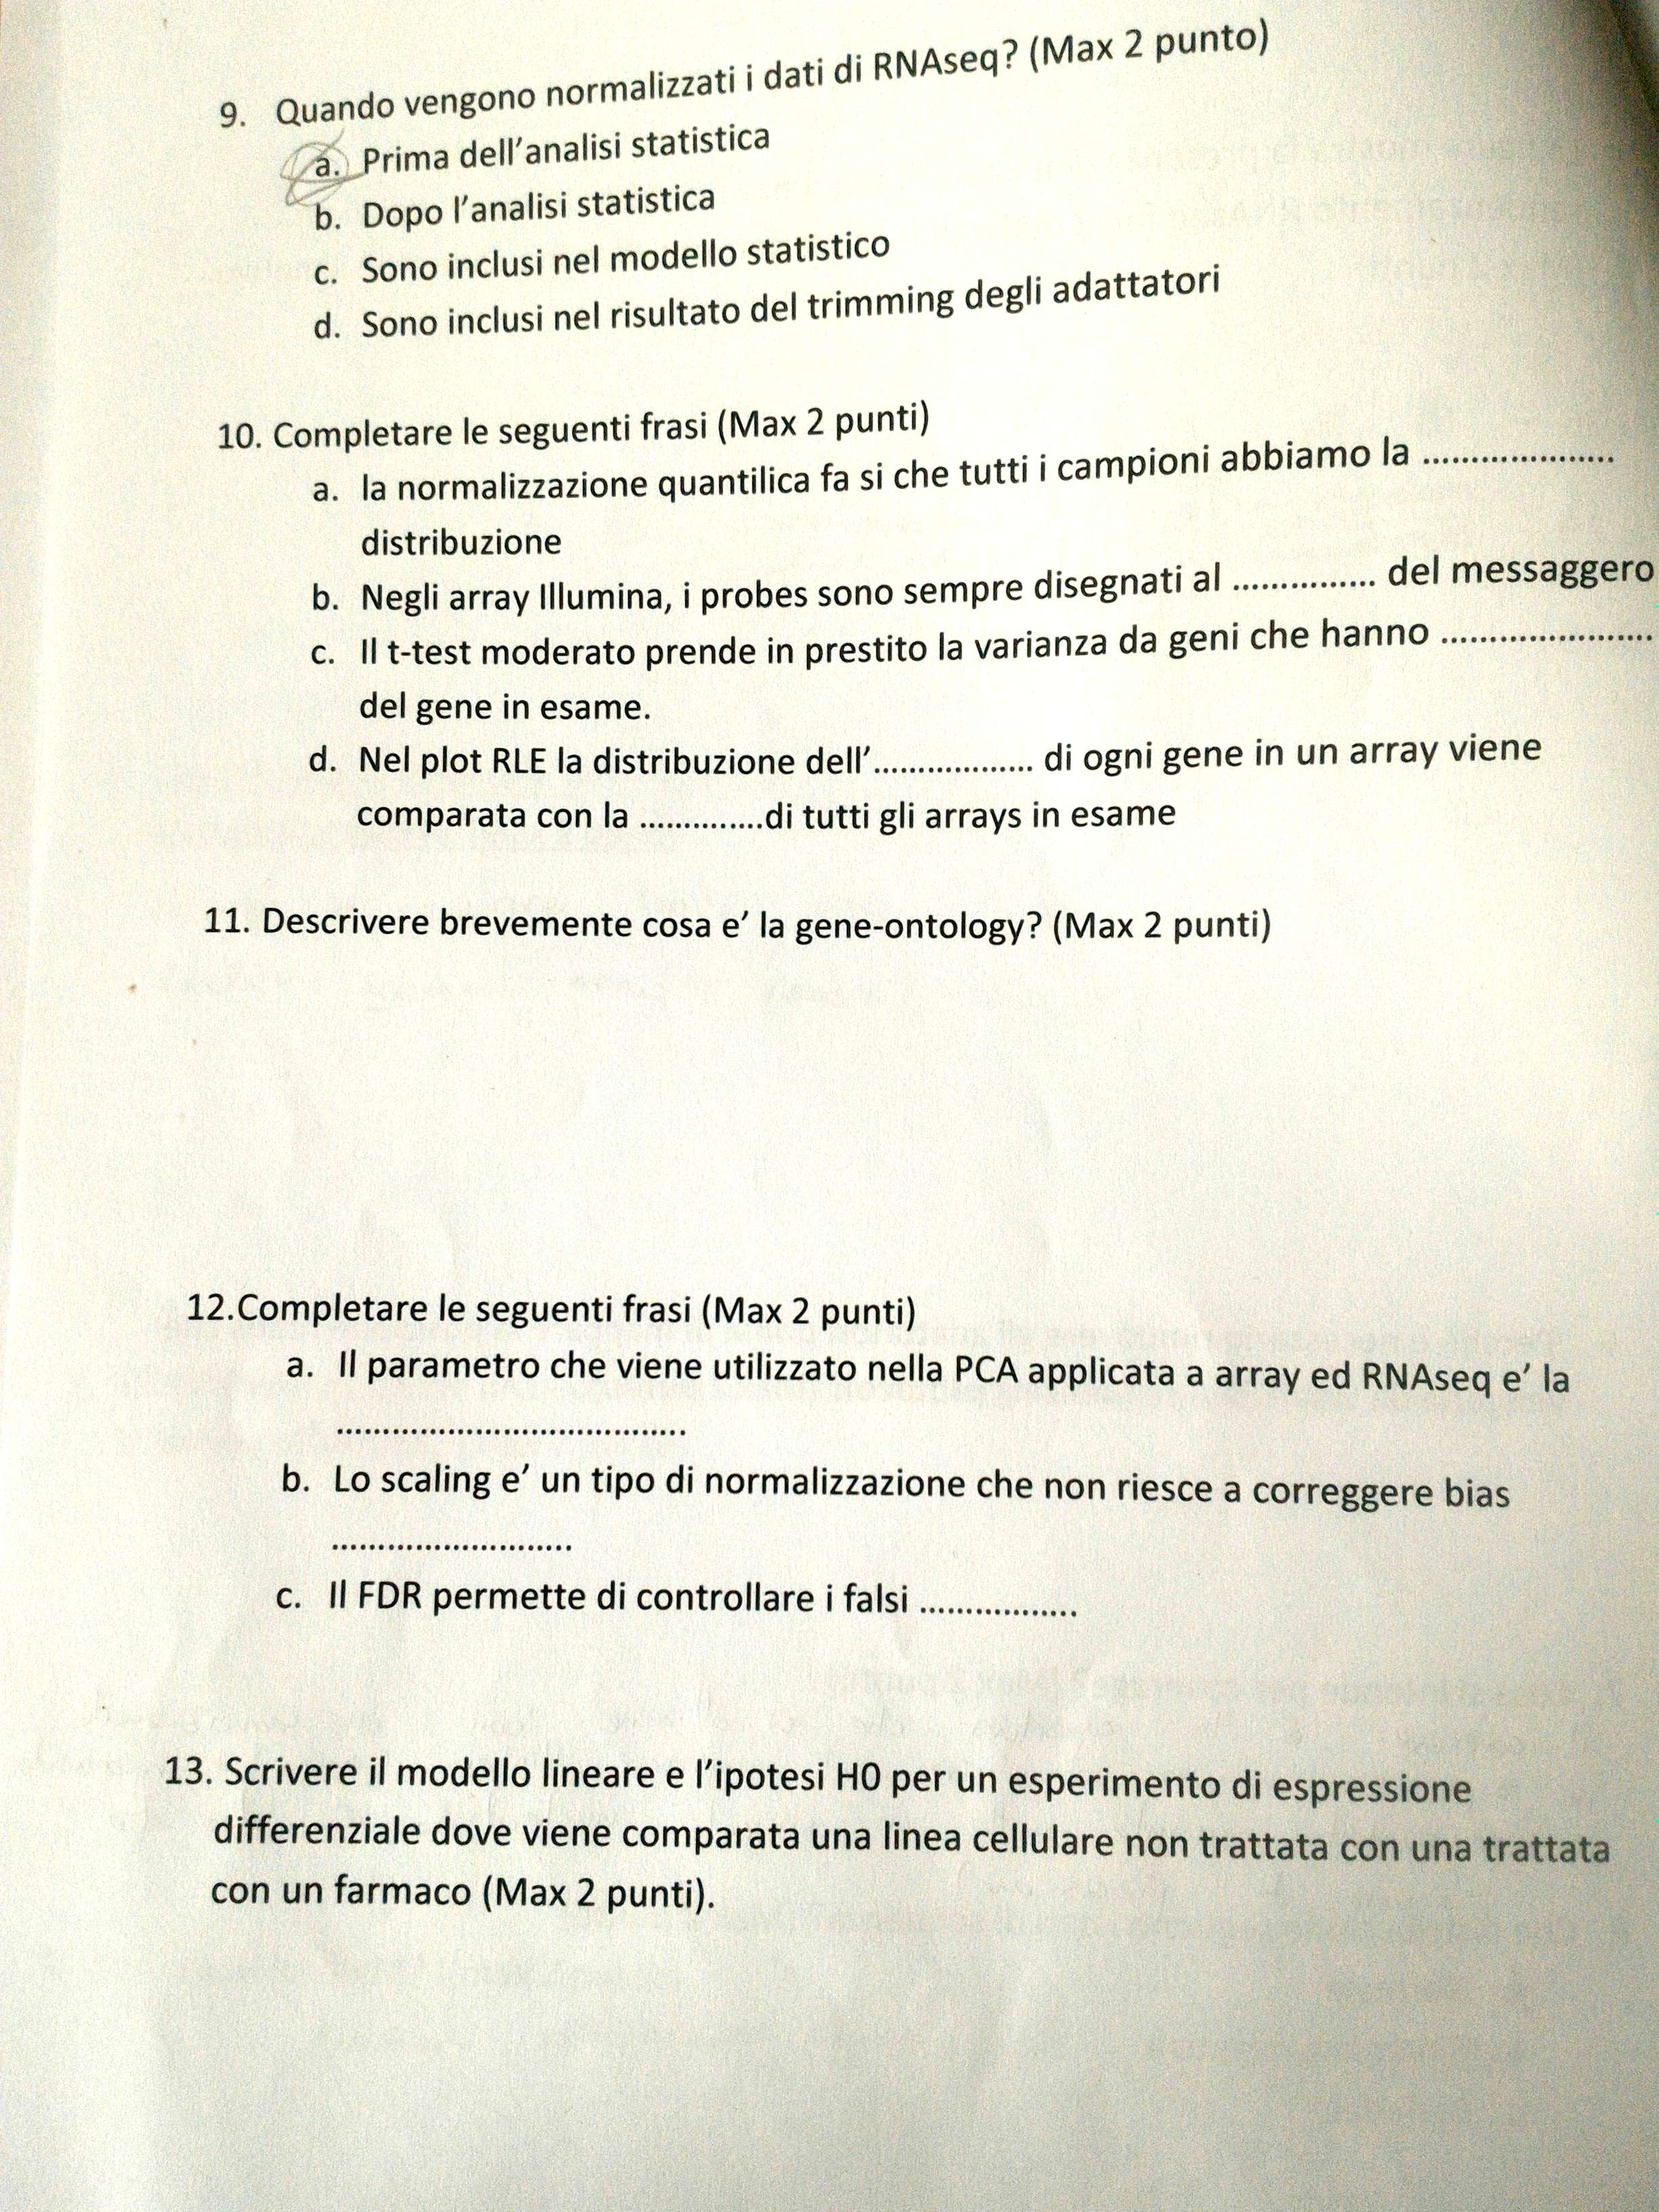 9. Quando vengono normalizzati i dati di RNAseq? (Max 2 punto)
a. Prima dell'analisi statistica
b. Dopo l'analisi statistica
c. Sono inclusi nel modello statistico
d. Sono inclusi nel risultato del trimming degli adattatori
10. Completare le seguenti frasi (Max 2 punti)
a. la normalizzazione quantilica fa si che tutti i campioni abbiamo la ....................
distribuzione
b. Negli array Illumina, i probes sono sempre disegnati al ............... del messaggero
c. Il t-test moderato prende in prestito la varianza da geni che hanno ......................
del gene in esame.
d. Nel plot RLE la distribuzione dell'.................. di ogni gene in un array viene
comparata con la ..............di tutti gli arrays in esame
11. Descrivere brevemente cosa e' la gene-ontology? (Max 2 punti)
12.Completare le seguenti frasi (Max 2 punti)
a. Il parametro che viene utilizzato nella PCA applicata a array ed RNAseq e' la
......................................
b. Lo scaling e' un tipo di normalizzazione che non riesce a correggere bias
..........................
c. Il FDR permette di controllare i falsi .................
13. Scrivere il modello lineare e l'ipotesi H0 per un esperimento di espressione
differenziale dove viene comparata una linea cellulare non trattata con una trattata
con un farmaco (Max 2 punti).